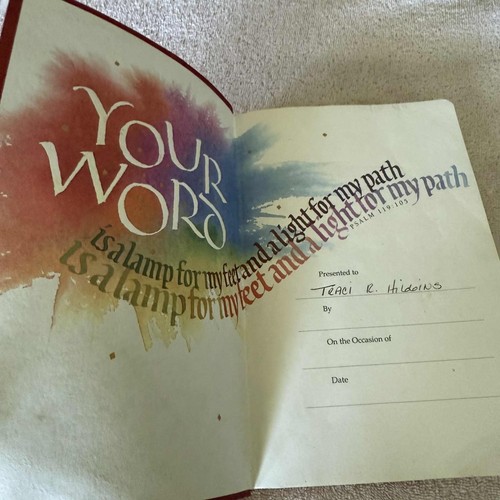 YOUR
WORD
is a lamp for my feet and a light for my path
is a lamp for my feet and a light for my path
PSALM 119:105
Presented to
TRACI R. HIGGINS
By
On the Occasion of
Date